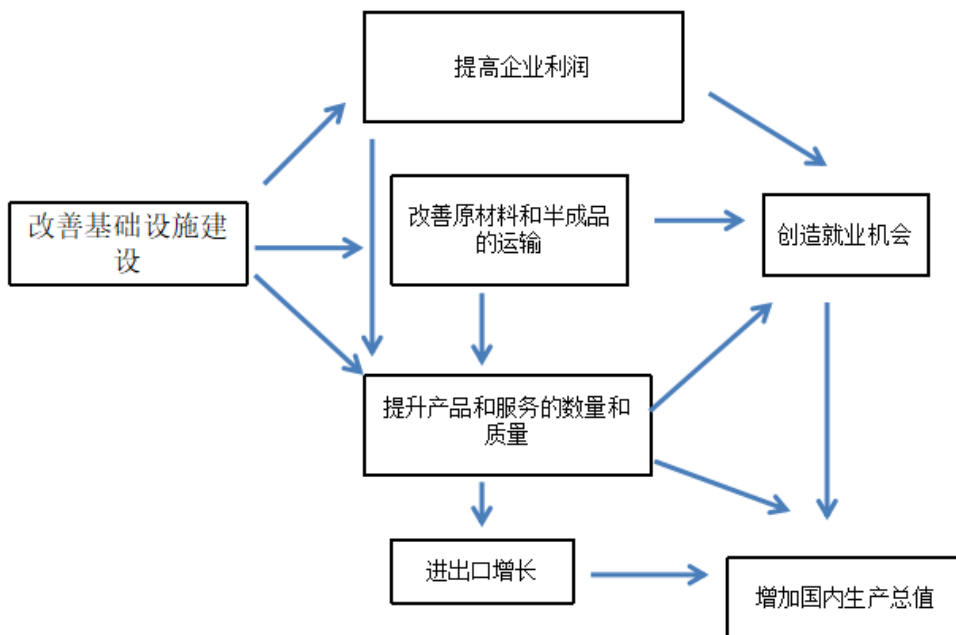 提高企业利润
改善基础设施建
设
改善原材料和半成品
的运输
创造就业机会
提升产品和服务的数量和
质量
进出口增长
增加国内生产总值